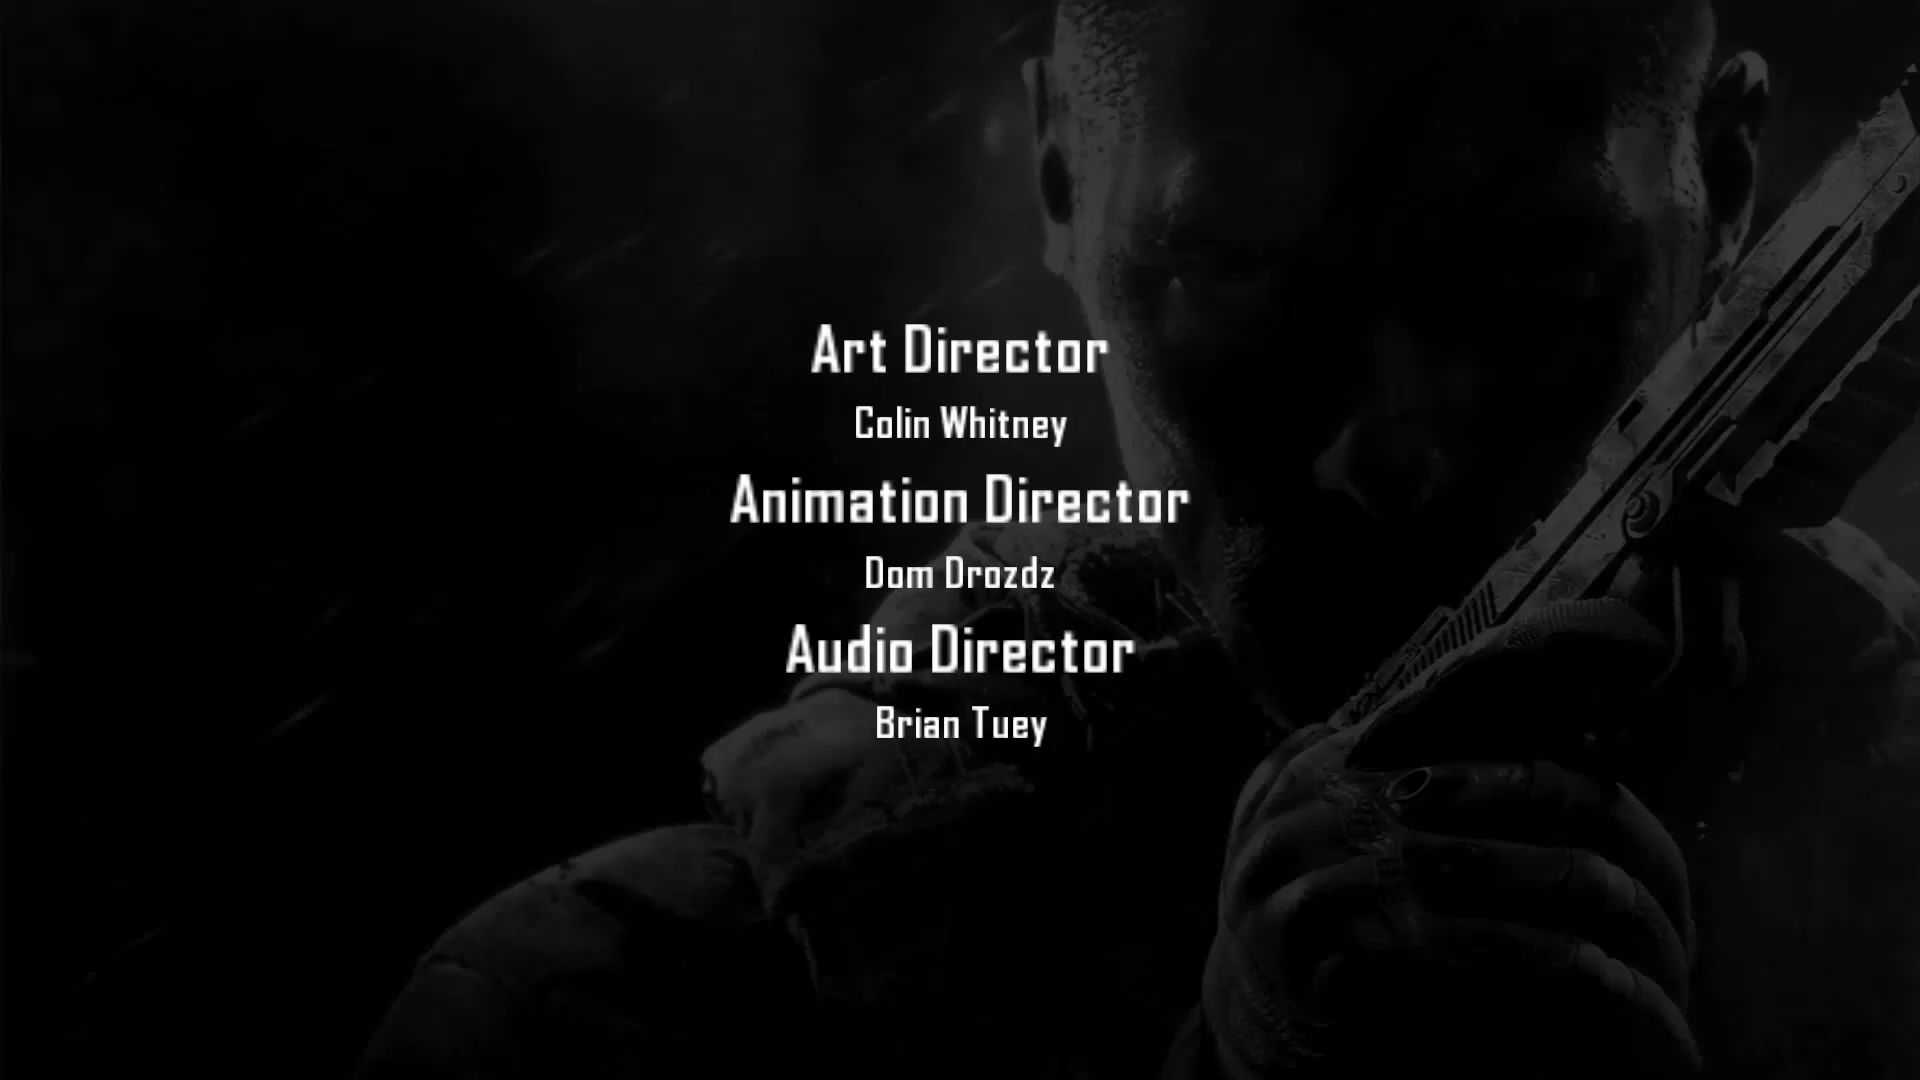 Art Director
Colin Whitney
Animation Director
Dom Drozdz
Audio Director
Brian Tuey